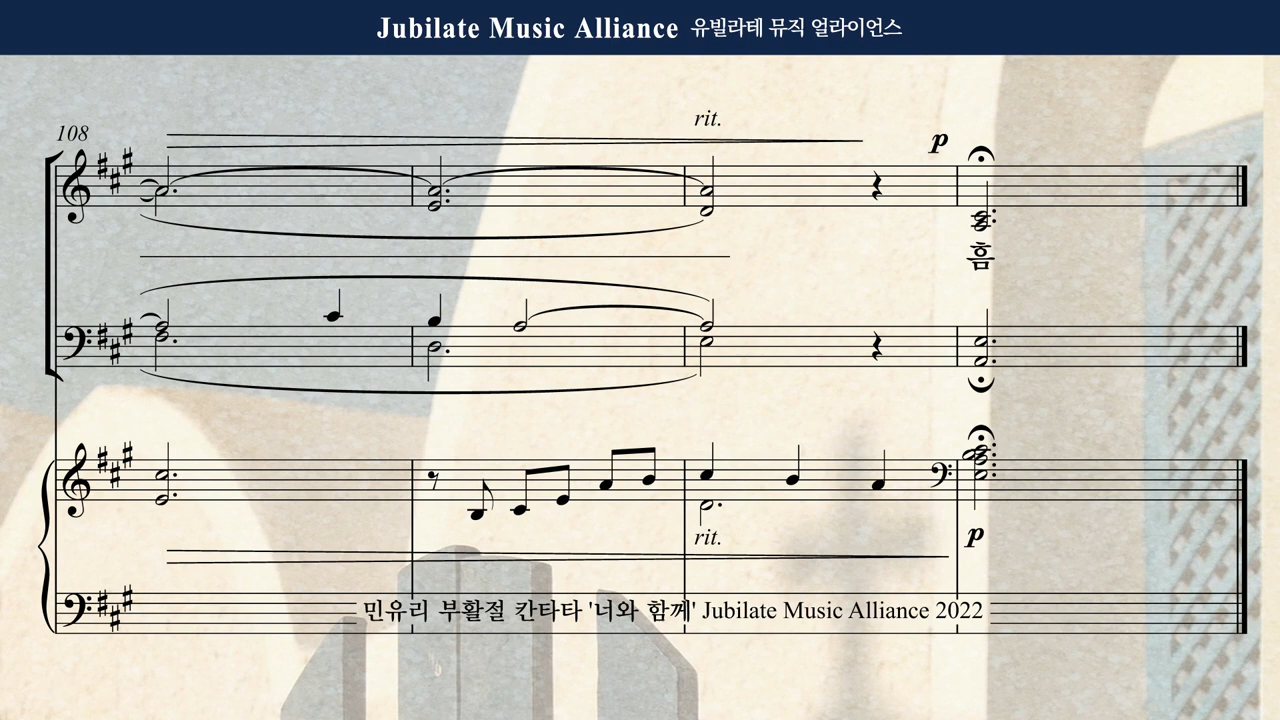 Jubilate Music Alliance 유빌라테 뮤직 얼라이언스
108
rit.
p
흠
rit.
p
민유리 부활절 칸타타 '너와 함께' Jubilate Music Alliance 2022